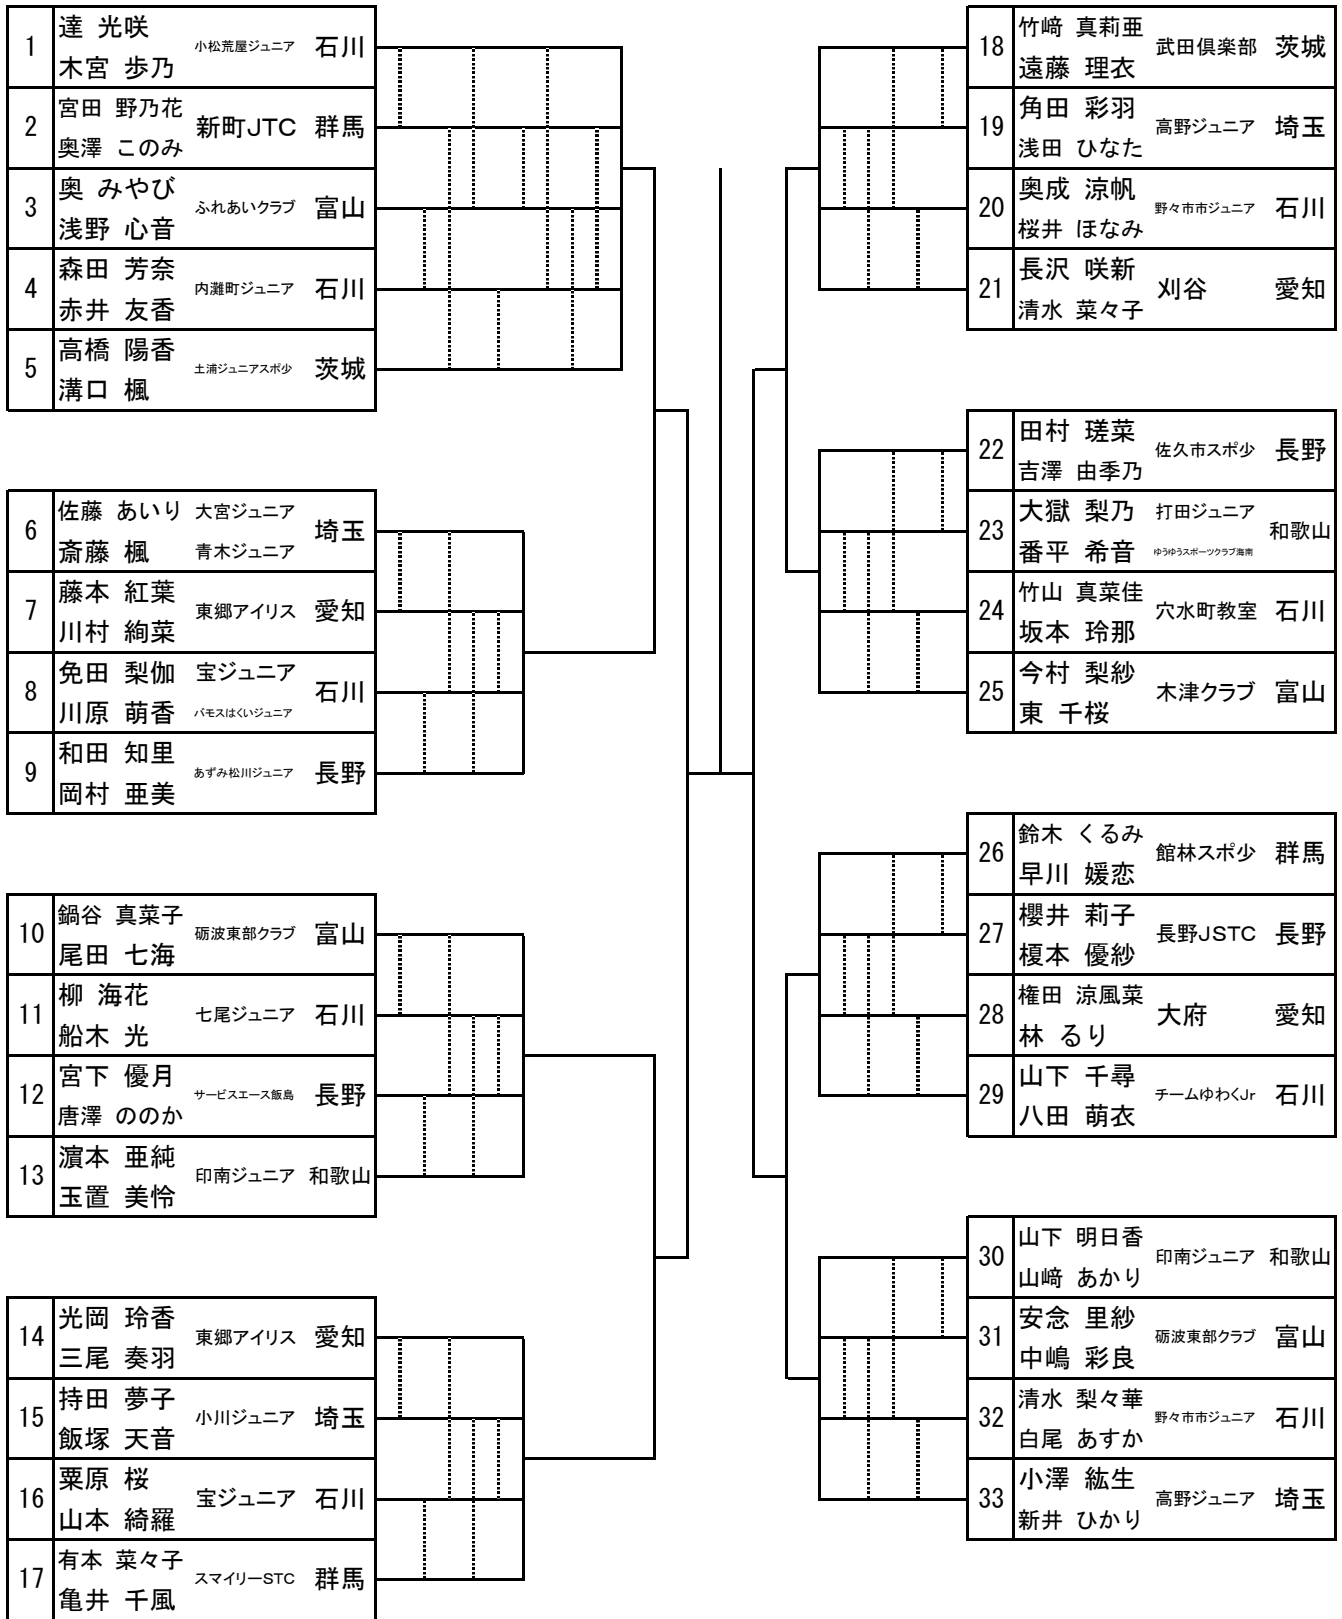 1 達 光咲 小松荒屋ジュニア 石川
木宮 歩乃
2 宮田 野乃花 新町JTC 群馬
奥澤 このみ
3 奥 みやび ふれあいクラブ 富山
浅野 心音
4 森田 芳奈 内灘町ジュニア 石川
赤井 友香
5 高橋 陽香 土浦ジュニアスポ少 茨城
溝口 楓
6 佐藤 あいり 大宮ジュニア 埼玉
斎藤 楓 青木ジュニア
7 藤本 紅葉 東郷アイリス 愛知
川村 絢菜
8 免田 梨伽 宝ジュニア 石川
川原 萌香 バモスはくいジュニア
9 和田 知里 あずみ松川ジュニア 長野
岡村 亜美
10 鍋谷 真菜子 砺波東部クラブ 富山
尾田 七海
11 柳 海花 七尾ジュニア 石川
船木 光
12 宮下 優月 サービスエース飯島 長野
唐澤 ののか
13 濵本 亜純 印南ジュニア 和歌山
玉置 美怜
14 光岡 玲香 東郷アイリス 愛知
三尾 奏羽
15 持田 夢子 小川ジュニア 埼玉
飯塚 天音
16 粟原 桜 宝ジュニア 石川
山本 綺羅
17 有本 菜々子 スマイリーSTC 群馬
亀井 千風
18 竹﨑 真莉亜 武田倶楽部 茨城
遠藤 理衣
19 角田 彩羽 高野ジュニア 埼玉
浅田 ひなた
20 奥成 涼帆 野々市市ジュニア 石川
桜井 ほなみ
21 長沢 咲新 刈谷 愛知
清水 菜々子
22 田村 瑳菜 佐久市スポ少 長野
吉澤 由季乃
23 大獄 梨乃 打田ジュニア 和歌山
番平 希音 ゆうゆうスポーツクラブ海南
24 竹山 真菜佳 穴水町教室 石川
坂本 玲那
25 今村 梨紗 木津クラブ 富山
東 千桜
26 鈴木 くるみ 館林スポ少 群馬
早川 媛恋
27 櫻井 莉子 長野JSTC 長野
榎本 優紗
28 権田 涼風菜 大府 愛知
林 るり
29 山下 千尋 チームゆわくJr 石川
八田 萌衣
30 山下 明日香 印南ジュニア 和歌山
山﨑 あかり
31 安念 里紗 砺波東部クラブ 富山
中嶋 彩良
32 清水 梨々華 野々市市ジュニア 石川
白尾 あすか
33 小澤 紘生 高野ジュニア 埼玉
新井 ひかり